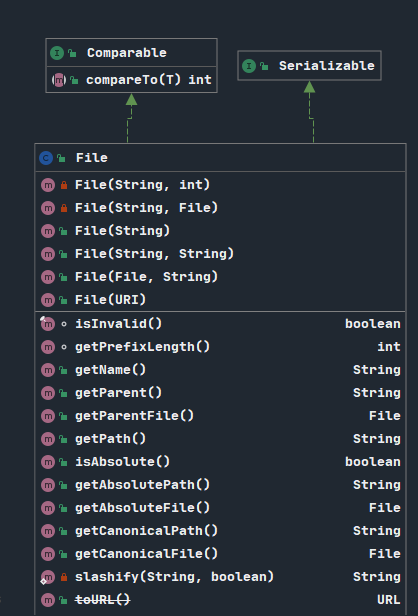 Comparable
compareTo(T) int
Serializable
File
File(String, int)
File(String, File)
File(String)
File(String, String)
File(File, String)
File(URI)
isInvalid() boolean
getPrefixLength() int
getName() String
getParent() String
getParentFile() File
getPath() String
isAbsolute() boolean
getAbsolutePath() String
getAbsoluteFile() File
getCanonicalPath() String
getCanonicalFile() File
slashify(String, boolean) String
toURL() URL